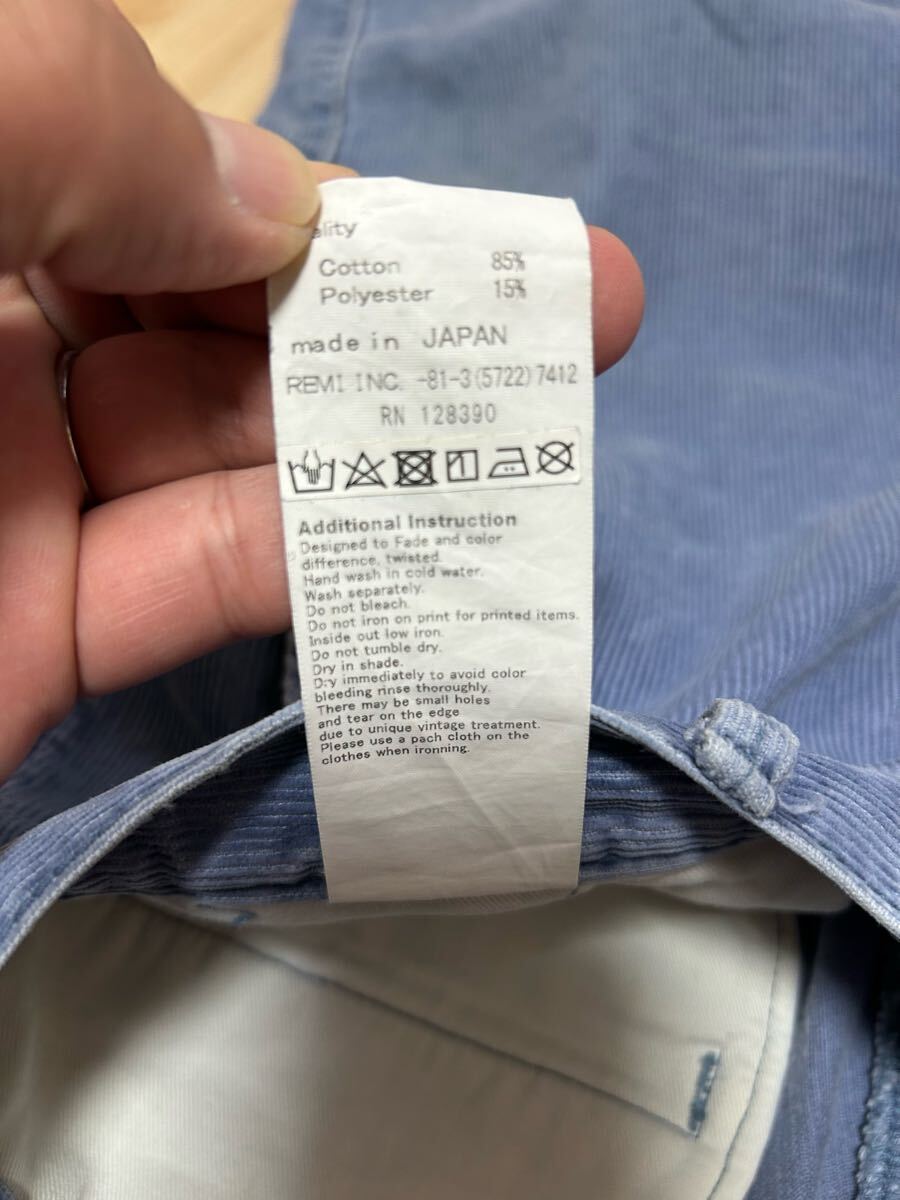 ality
Cotton 85%
Polyester 15%
made in JAPAN
REMI INC. -81-3(5722)7412
RN 128390
Additional Instruction
Designed to Fade and color
difference, twisted.
Hand wash in cold water.
Wash separately.
Do not bleach.
Do not iron on print for printed items.
Inside out low iron.
Do not tumble dry.
Dry in shade.
Dry immediately to avoid color
bleeding rinse thoroughly.
There may be small holes
and tear on the edge
due to unique vintage treatment.
Please use a pach cloth on the
clothes when ironning.